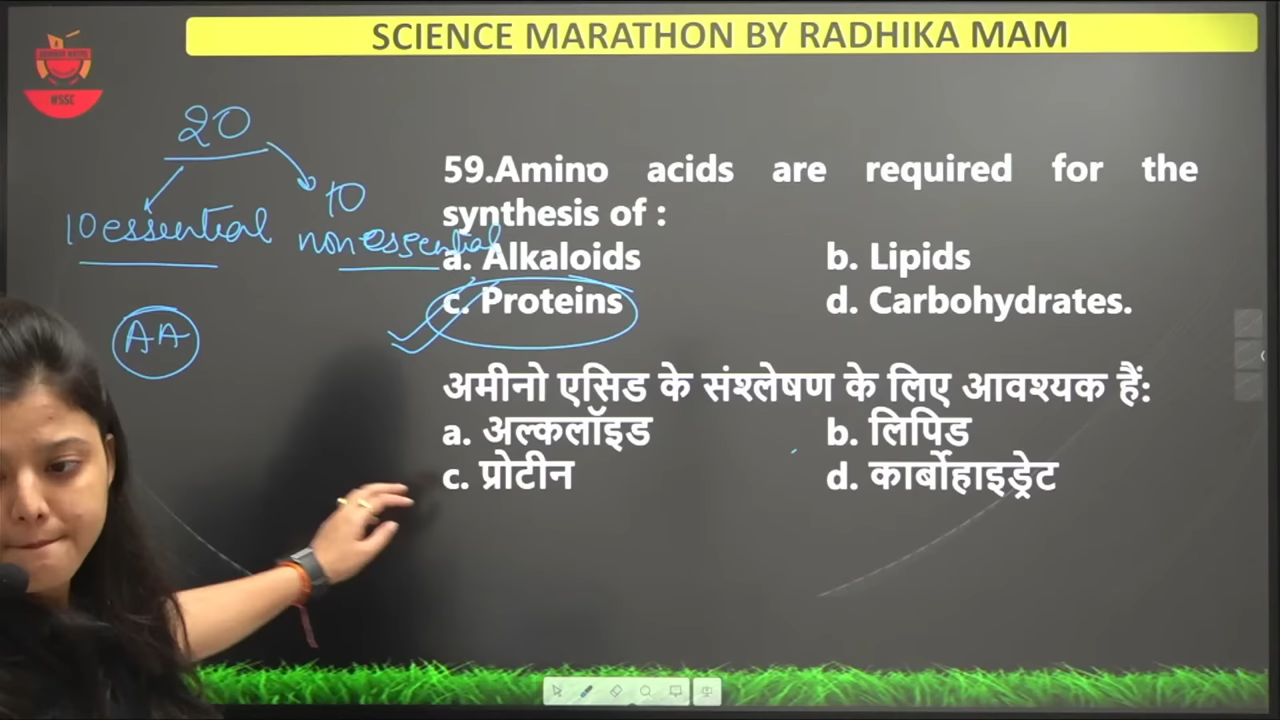 SCIENCE MARATHON BY RADHIKA MAM
WSSC
20
10 essential
10
non essential
AA
59.Amino acids are required for the
synthesis of :
a. Alkaloids b. Lipids
c. Proteins d. Carbohydrates.
अमीनो एसिड के संश्लेषण के लिए आवश्यक हैं:
a. अल्कलॉइड b. लिपिड
c. प्रोटीन d. कार्बोहाइड्रेट